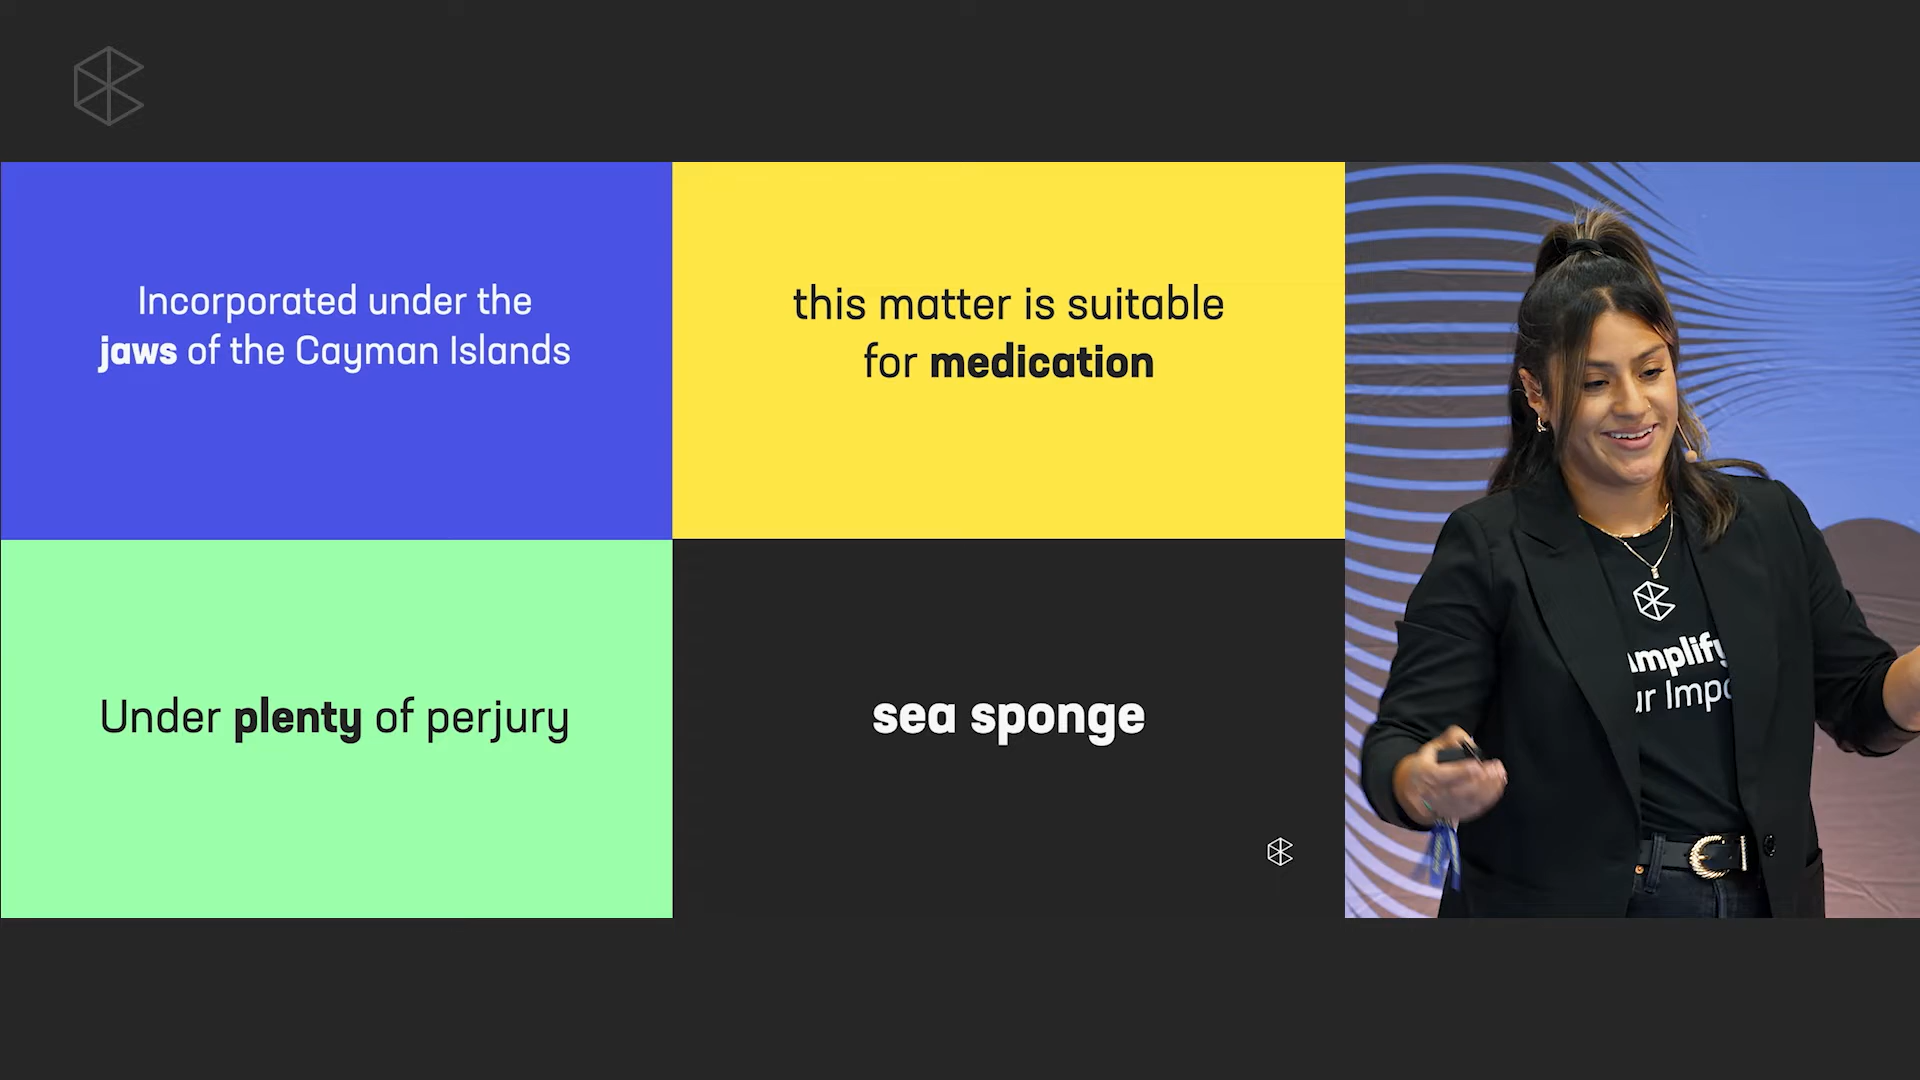 Incorporated under the
jaws of the Cayman Islands
this matter is suitable
for medication
Under plenty of perjury
sea sponge